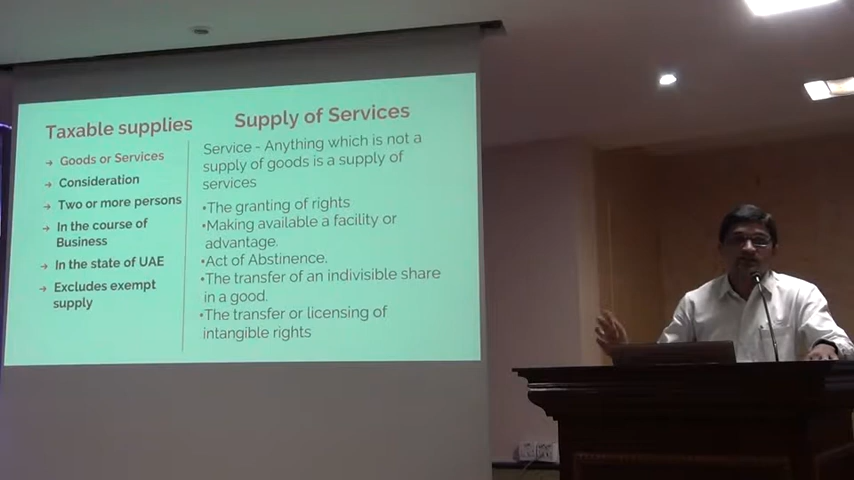 Taxable supplies
→ Goods or Services
→ Consideration
→ Two or more persons
→ In the course of
Business
→ In the state of UAE
→ Excludes exempt
supply
Supply of Services
Service - Anything which is not a
supply of goods is a supply of
services
•The granting of rights
•Making available a facility or
advantage.
•Act of Abstinence.
•The transfer of an indivisible share
in a good.
•The transfer or licensing of
intangible rights